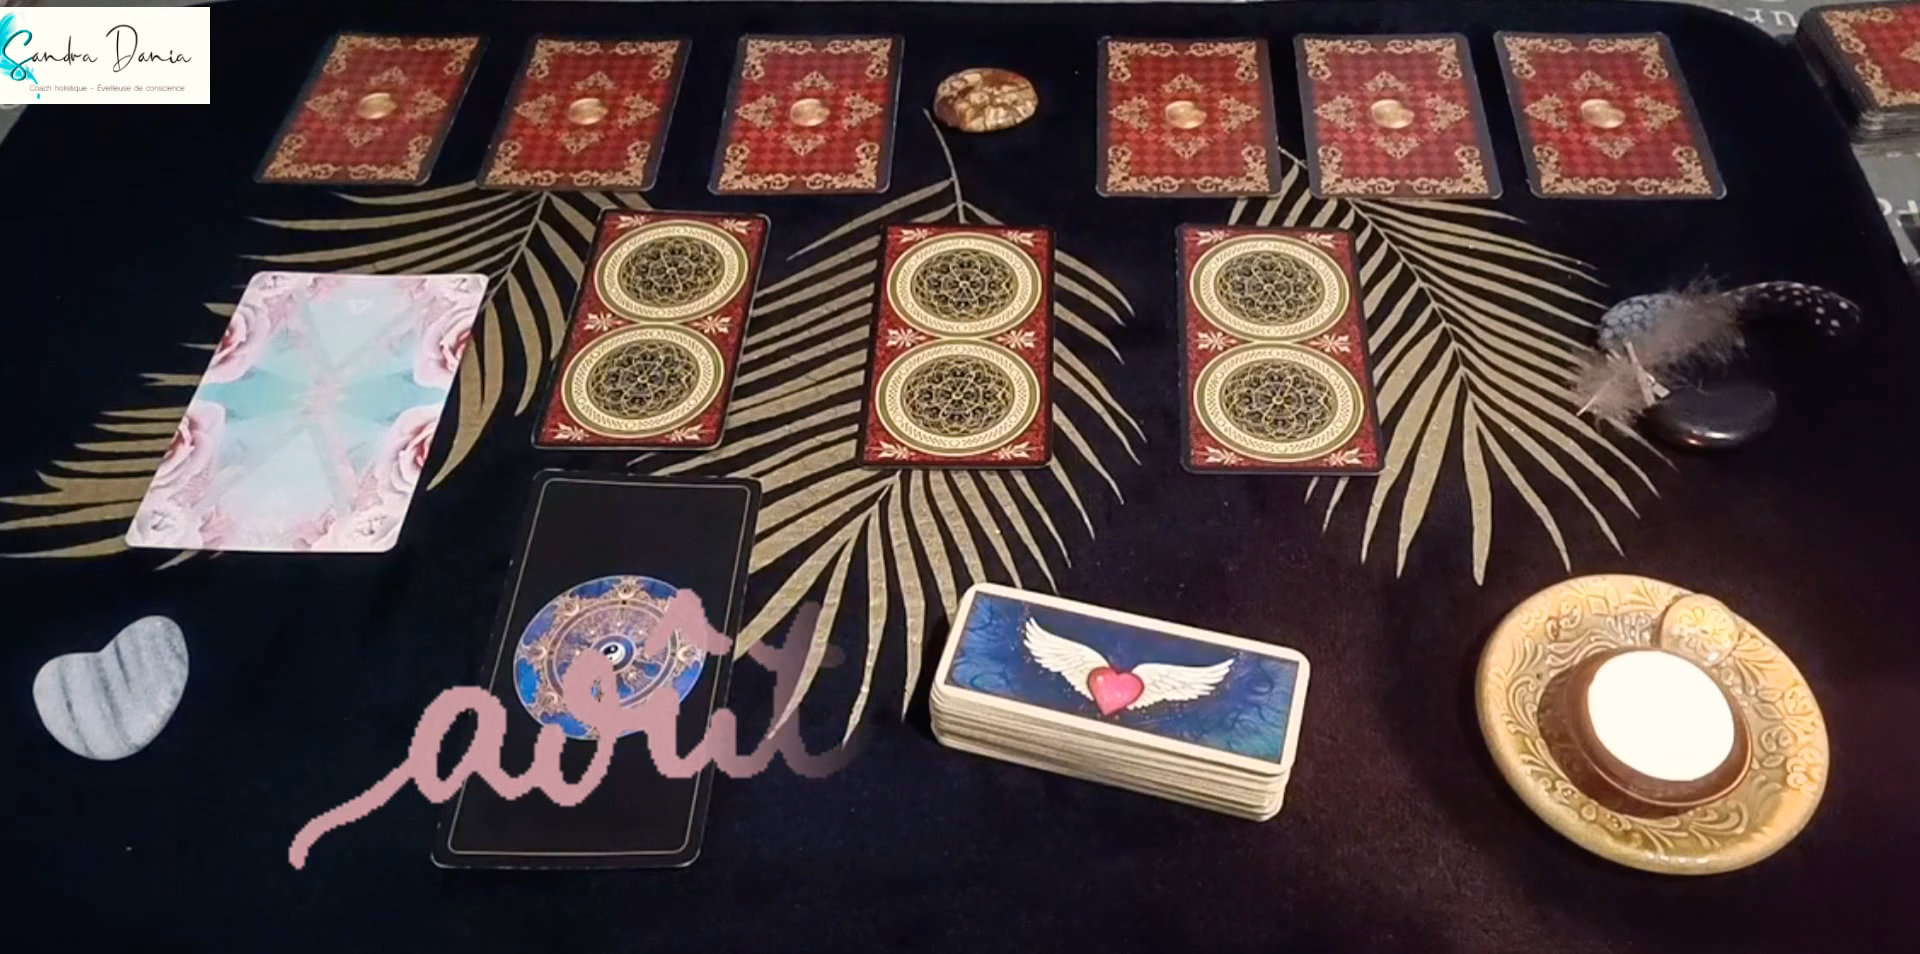 Sandra Dania
Coach holistique - Éveilleuse de conscience
août